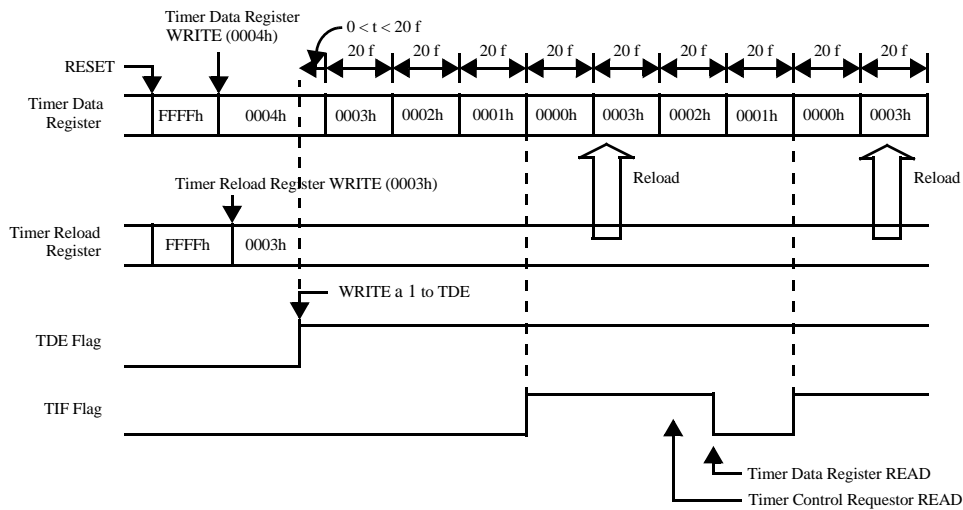 Timer Data Register
WRITE (0004h)
0 < t < 20 f
20 f 20 f 20 f 20 f 20 f 20 f 20 f 20 f 20 f
RESET
Timer Data
Register
FFFFh 0004h 0003h 0002h 0001h 0000h 0003h 0002h 0001h 0000h 0003h
Timer Reload Register WRITE (0003h)
Reload Reload
Timer Reload
Register
FFFFh 0003h
WRITE a 1 to TDE
TDE Flag
TIF Flag
Timer Data Register READ
Timer Control Requestor READ